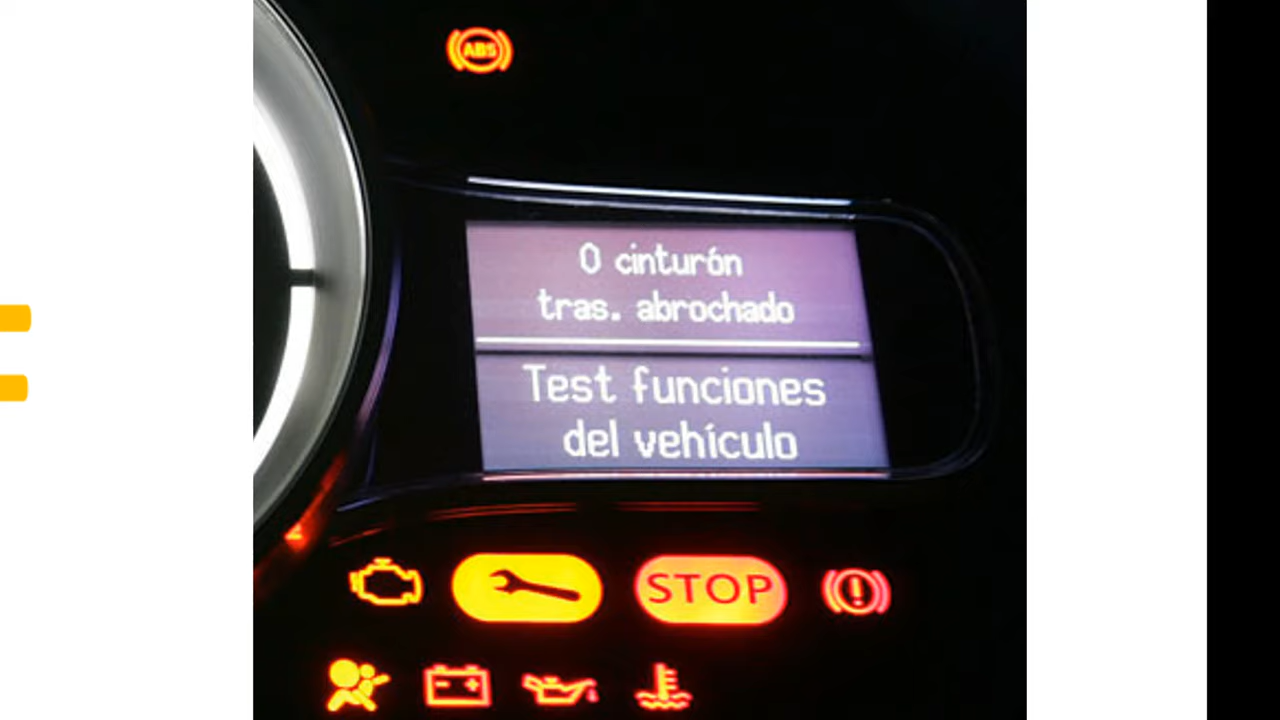 ABS
0 cinturón
tras. abrochado
Test funciones
del vehículo
STOP